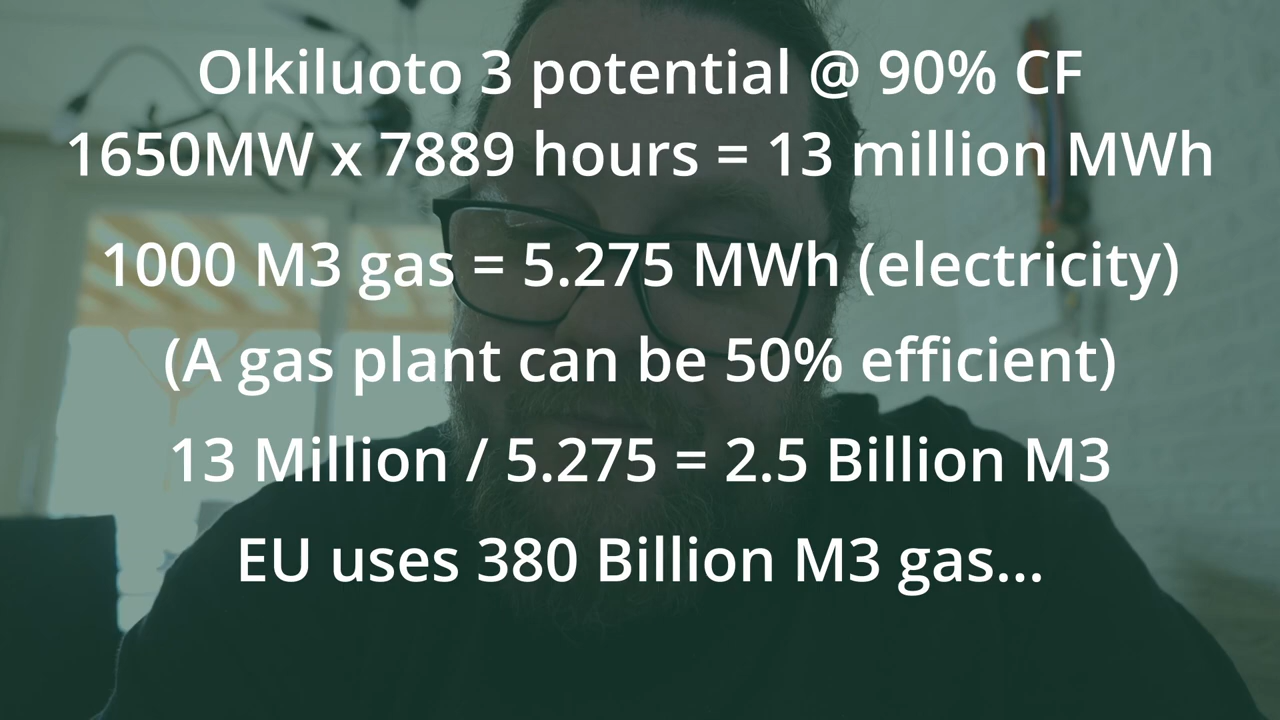 Olkiluoto 3 potential @ 90% CF
1650MW x 7889 hours = 13 million MWh
1000 M3 gas = 5.275 MWh (electricity)
(A gas plant can be 50% efficient)
13 Million / 5.275 = 2.5 Billion M3
EU uses 380 Billion M3 gas...